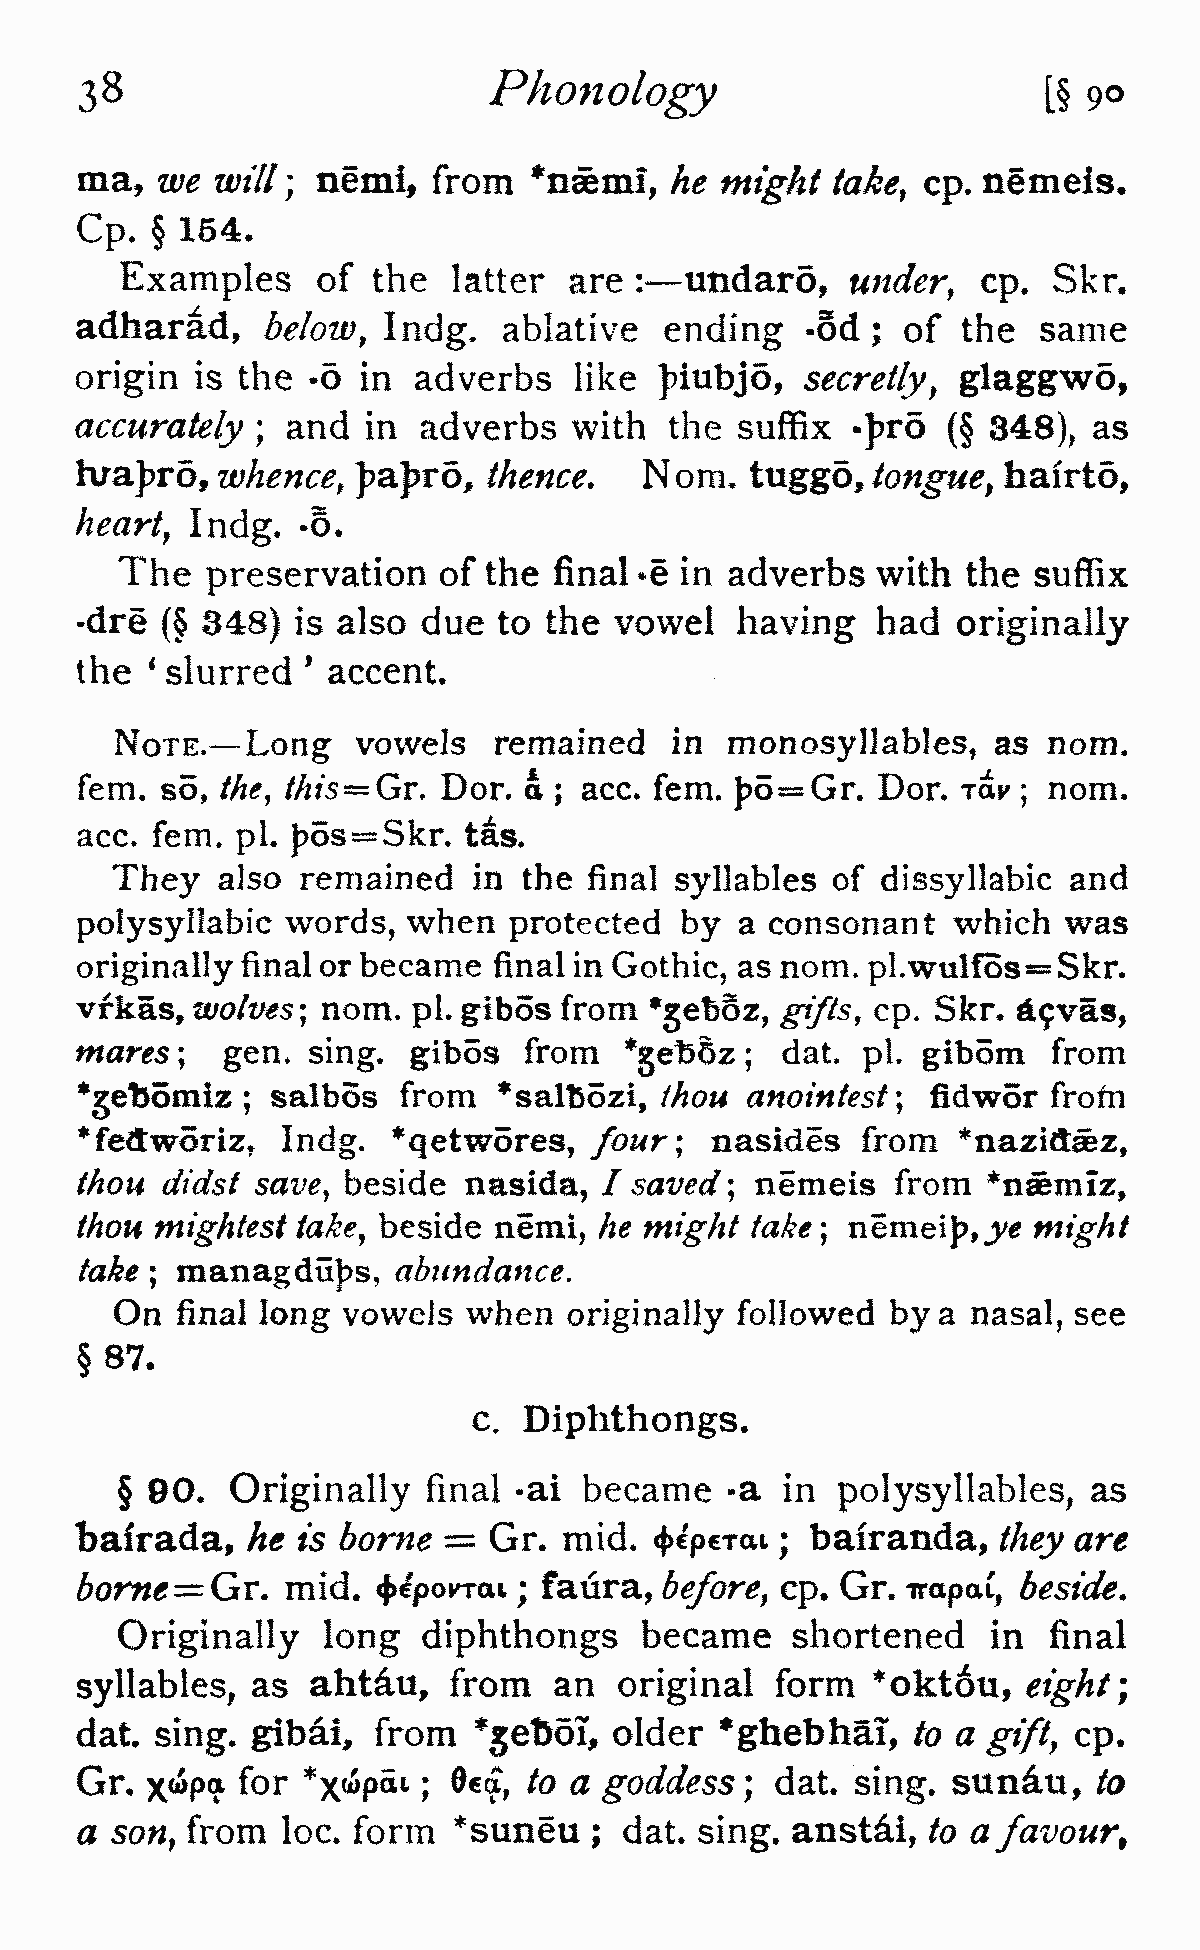 38 Phonology [§ 90
ma, we will; nēmi, from *nǣmī, he might take, cp. nēmeis.
Cp. § 154.
Examples of the latter are :—undarō, under, cp. Skr.
adharā́d, below, Indg. ablative ending -ō̃d ; of the same
origin is the -ō in adverbs like þiubjō, secretly, glaggwō,
accurately ; and in adverbs with the suffix -þrō (§ 348), as
ƕaþrō, whence, þaþrō, thence. Nom. tuggō, tongue, haírtō,
heart, Indg. -ō̃.
The preservation of the final -ē in adverbs with the suffix
-drē (§ 348) is also due to the vowel having had originally
the ‘ slurred ’ accent.
NOTE.—Long vowels remained in monosyllables, as nom.
fem. sō, the, this=Gr. Dor. ἁ̄ ; acc. fem. þō=Gr. Dor. τά̄ν ; nom.
acc. fem. pl. þōs=Skr. tā́s.
They also remained in the final syllables of dissyllabic and
polysyllabic words, when protected by a consonant which was
originally final or became final in Gothic, as nom. pl. wulfōs=Skr.
vŕ̥kās, wolves; nom. pl. gibōs from *ʒeƀō̃z, gifts, cp. Skr. áçvās,
mares; gen. sing. gibōs from *ʒeƀō̃z ; dat. pl. gibōm from
*ʒeƀōmiz ; salbōs from *salƀōzi, thou anointest; fidwōr from
*feđwōriz, Indg. *qetwōres, four; nasidēs from *naziđǣz,
thou didst save, beside nasida, I saved; nēmeis from *nǣmīz,
thou mightest take, beside nēmi, he might take; nēmeiþ, ye might
take ; managdūþs, abundance.
On final long vowels when originally followed by a nasal, see
§ 87.
c. Diphthongs.
§ 90. Originally final -ai became -a in polysyllables, as
baírada, he is borne = Gr. mid. φέρεται ; baíranda, they are
borne=Gr. mid. φέρονται ; faúra, before, cp. Gr. παραί, beside.
Originally long diphthongs became shortened in final
syllables, as ahtáu, from an original form *oktṓu, eight;
dat. sing. gibái, from *ʒeƀōĩ, older *ghebhāĩ, to a gift, cp.
Gr. χώρᾳ for *χώρᾱι ; θεᾷ, to a goddess; dat. sing. sunáu, to
a son, from loc. form *sunēu ; dat. sing. anstái, to a favour,